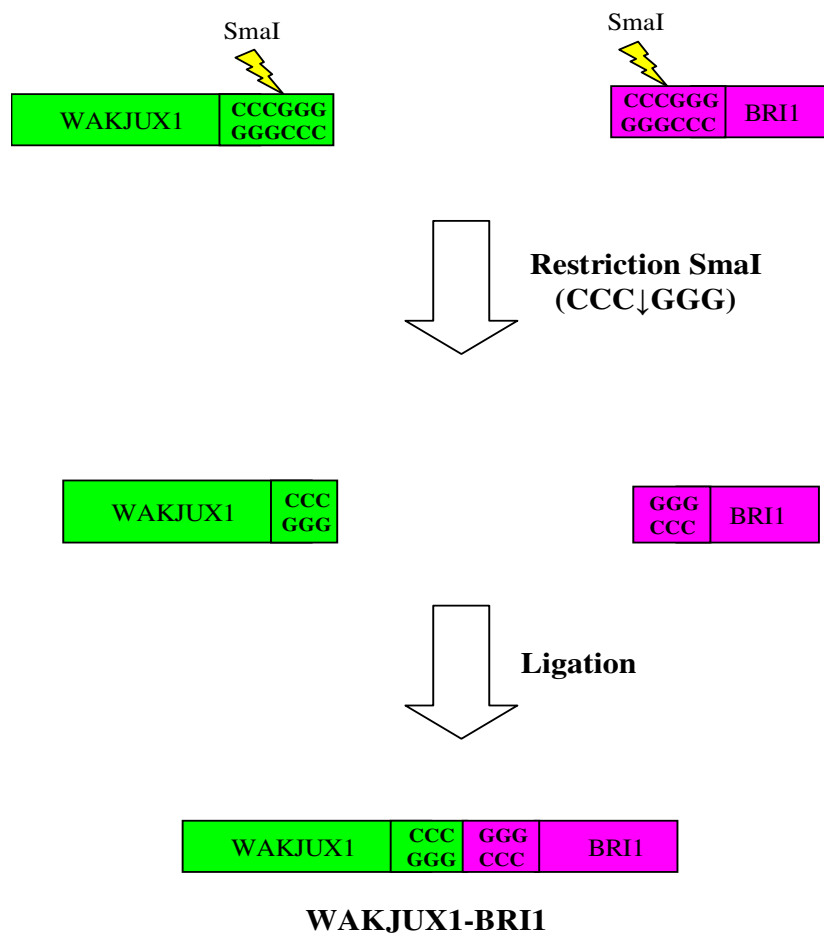 SmaI
SmaI
WAKJUX1
CCCGGG
GGGCCC
CCCGGG
GGGCCC
BRI1
Restriction SmaI
(CCC↓GGG)
WAKJUX1
CCC
GGG
GGG
CCC
BRI1
Ligation
WAKJUX1
CCC
GGG
GGG
CCC
BRI1
WAKJUX1-BRI1